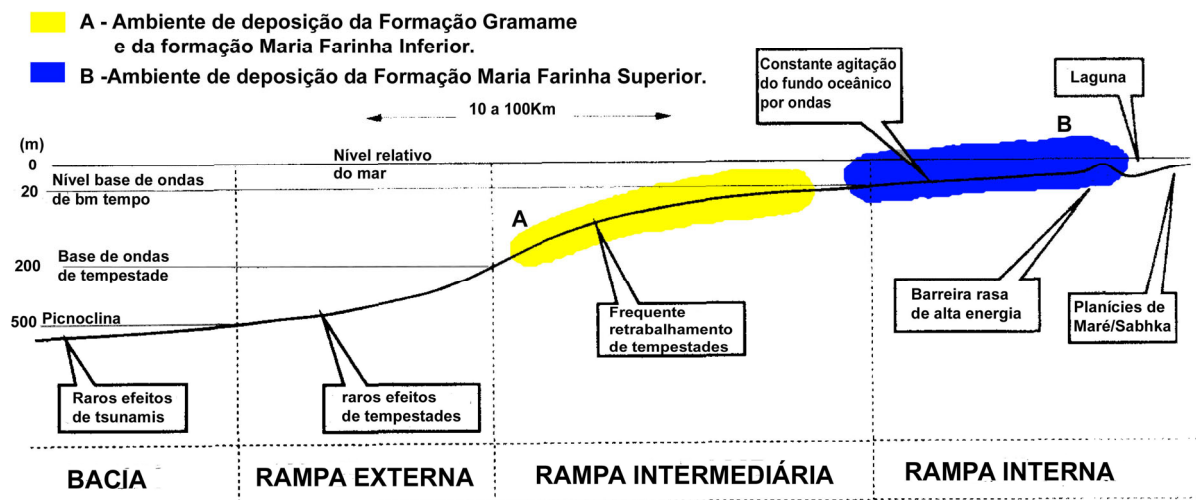 A - Ambiente de deposição da Formação Gramame
e da formação Maria Farinha Inferior.
B -Ambiente de deposição da Formação Maria Farinha Superior.
10 a 100Km
Constante agitação
do fundo oceânico
por ondas
Laguna
B
(m)
0
Nível relativo
do mar
20
Nível base de ondas
de bm tempo
A
200
Base de ondas
de tempestade
500
Picnoclina
Raros efeitos
de tsunamis
raros efeitos
de tempestades
Frequente
retrabalhamento
de tempestades
Barreira rasa
de alta energia
Planícies de
Maré/Sabhka
BACIA
RAMPA EXTERNA
RAMPA INTERMEDIÁRIA
RAMPA INTERNA